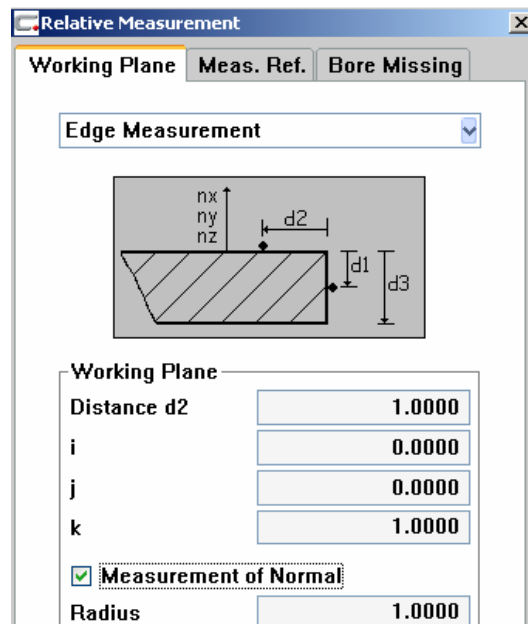 Relative Measurement
Working Plane Meas. Ref. Bore Missing
Edge Measurement
nx
ny
nz
d2
d1
d3
Working Plane
Distance d2 1.0000
i 0.0000
j 0.0000
k 1.0000
Measurement of Normal
Radius 1.0000